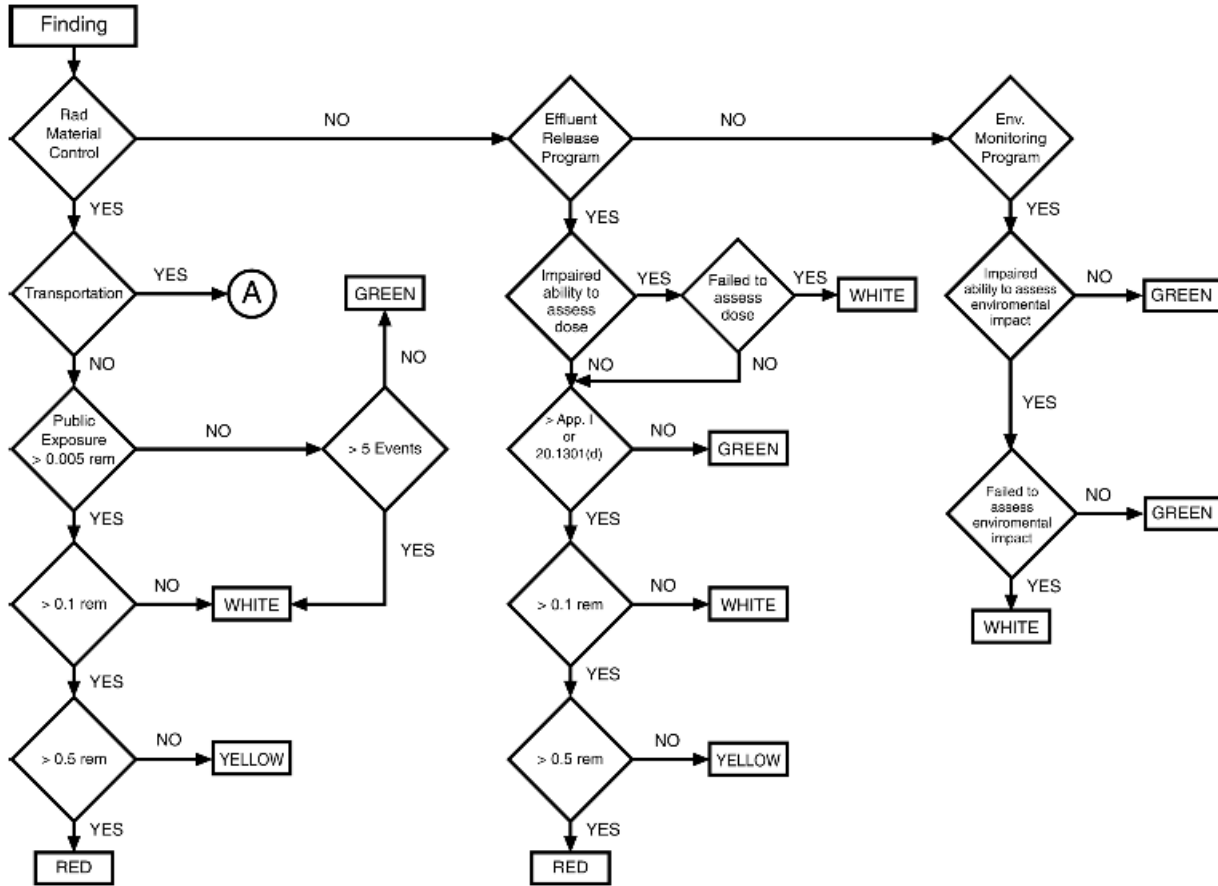 Finding
Rad
Material
Control
NO
Effluent
Release
Program
NO
Env.
Monitoring
Program
YES
YES
YES
Transportation
YES
A
GREEN
Impaired
ability to
assess
dose
YES
Failed to
assess
dose
YES
WHITE
Impaired
ability to assess
enviromental
impact
NO
GREEN
NO
NO
NO
NO
YES
Public
Exposure
> 0.005 rem
NO
> 5 Events
> App. I
or
20.1301(d)
NO
GREEN
YES
YES
YES
Failed to
assess
enviromental
impact
NO
GREEN
> 0.1 rem
NO
WHITE
> 0.1 rem
NO
WHITE
YES
WHITE
YES
YES
> 0.5 rem
NO
YELLOW
> 0.5 rem
NO
YELLOW
YES
YES
RED
RED